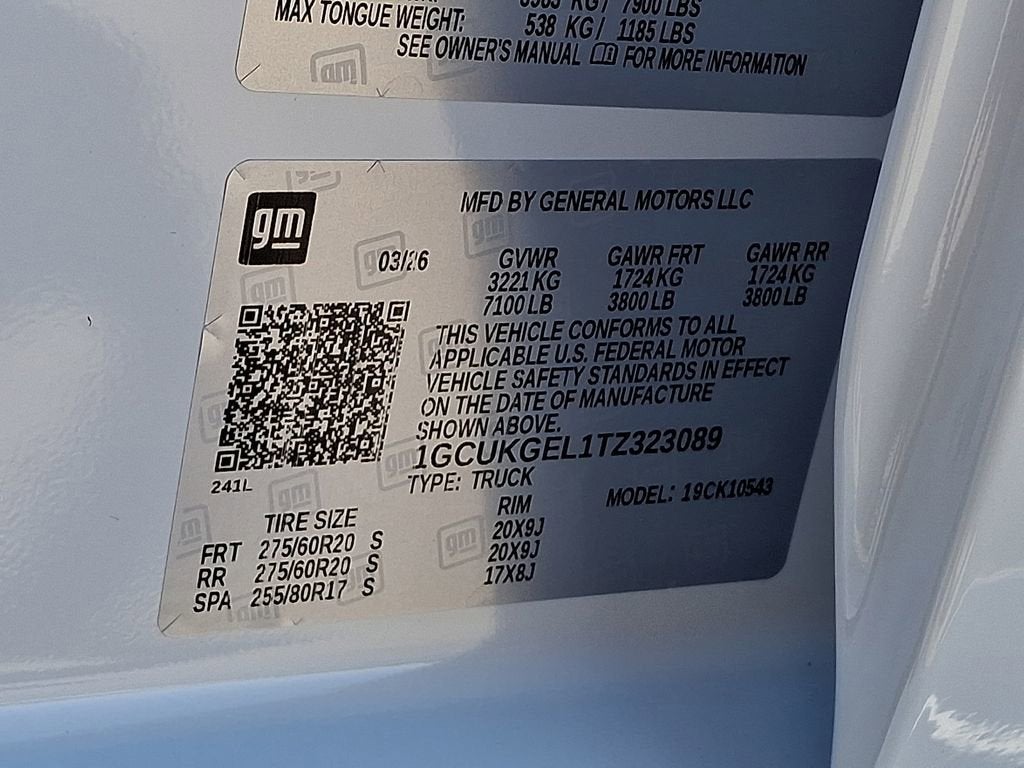 7900 LBS
MAX TONGUE WEIGHT: 538 KG/ 1185 LBS
SEE OWNER'S MANUAL FOR MORE INFORMATION
gm
MFD BY GENERAL MOTORS LLC
03/26 GVWR GAWR FRT GAWR RR
3221 KG 1724 KG 1724 KG
7100 LB 3800 LB 3800 LB
THIS VEHICLE CONFORMS TO ALL
APPLICABLE U.S. FEDERAL MOTOR
VEHICLE SAFETY STANDARDS IN EFFECT
ON THE DATE OF MANUFACTURE
SHOWN ABOVE.
1GCUKGEL1TZ323089
241L TYPE: TRUCK MODEL: 19CK10543
TIRE SIZE RIM
FRT 275/60R20 S 20X9J
RR 275/60R20 S 20X9J
SPA 255/80R17 S 17X8J